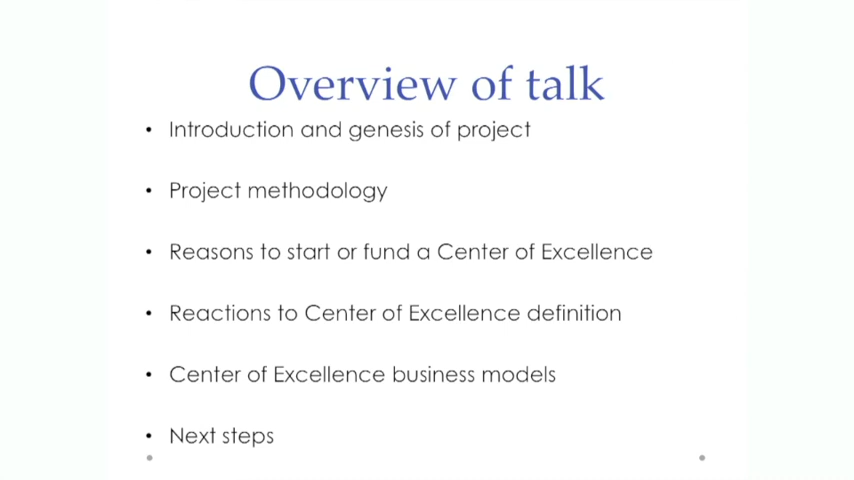 Overview of talk
• Introduction and genesis of project
• Project methodology
• Reasons to start or fund a Center of Excellence
• Reactions to Center of Excellence definition
• Center of Excellence business models
• Next steps